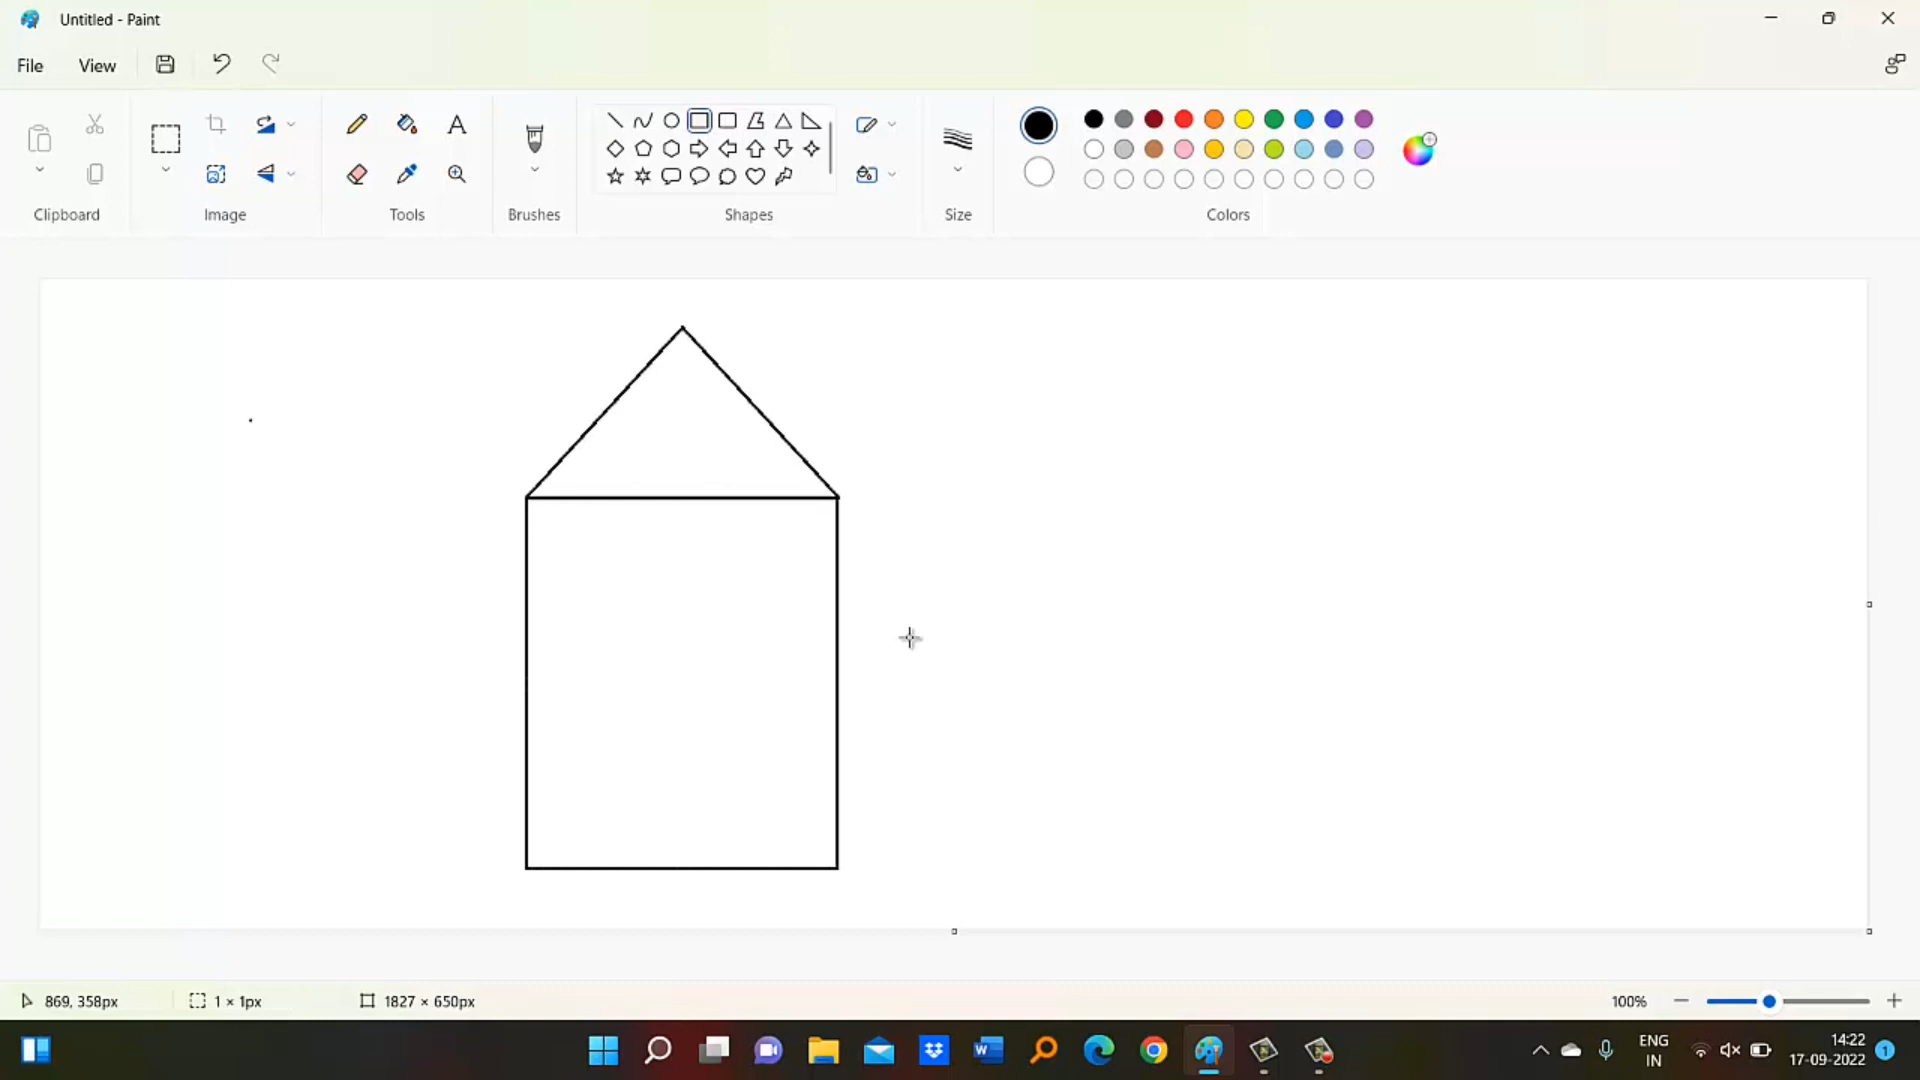 Untitled - Paint
File View
Clipboard
Image
Tools
Brushes
Shapes
Size
Colors
869, 358px
1 × 1px
1827 × 650px
100%
ENG
IN
14:22
17-09-2022
1